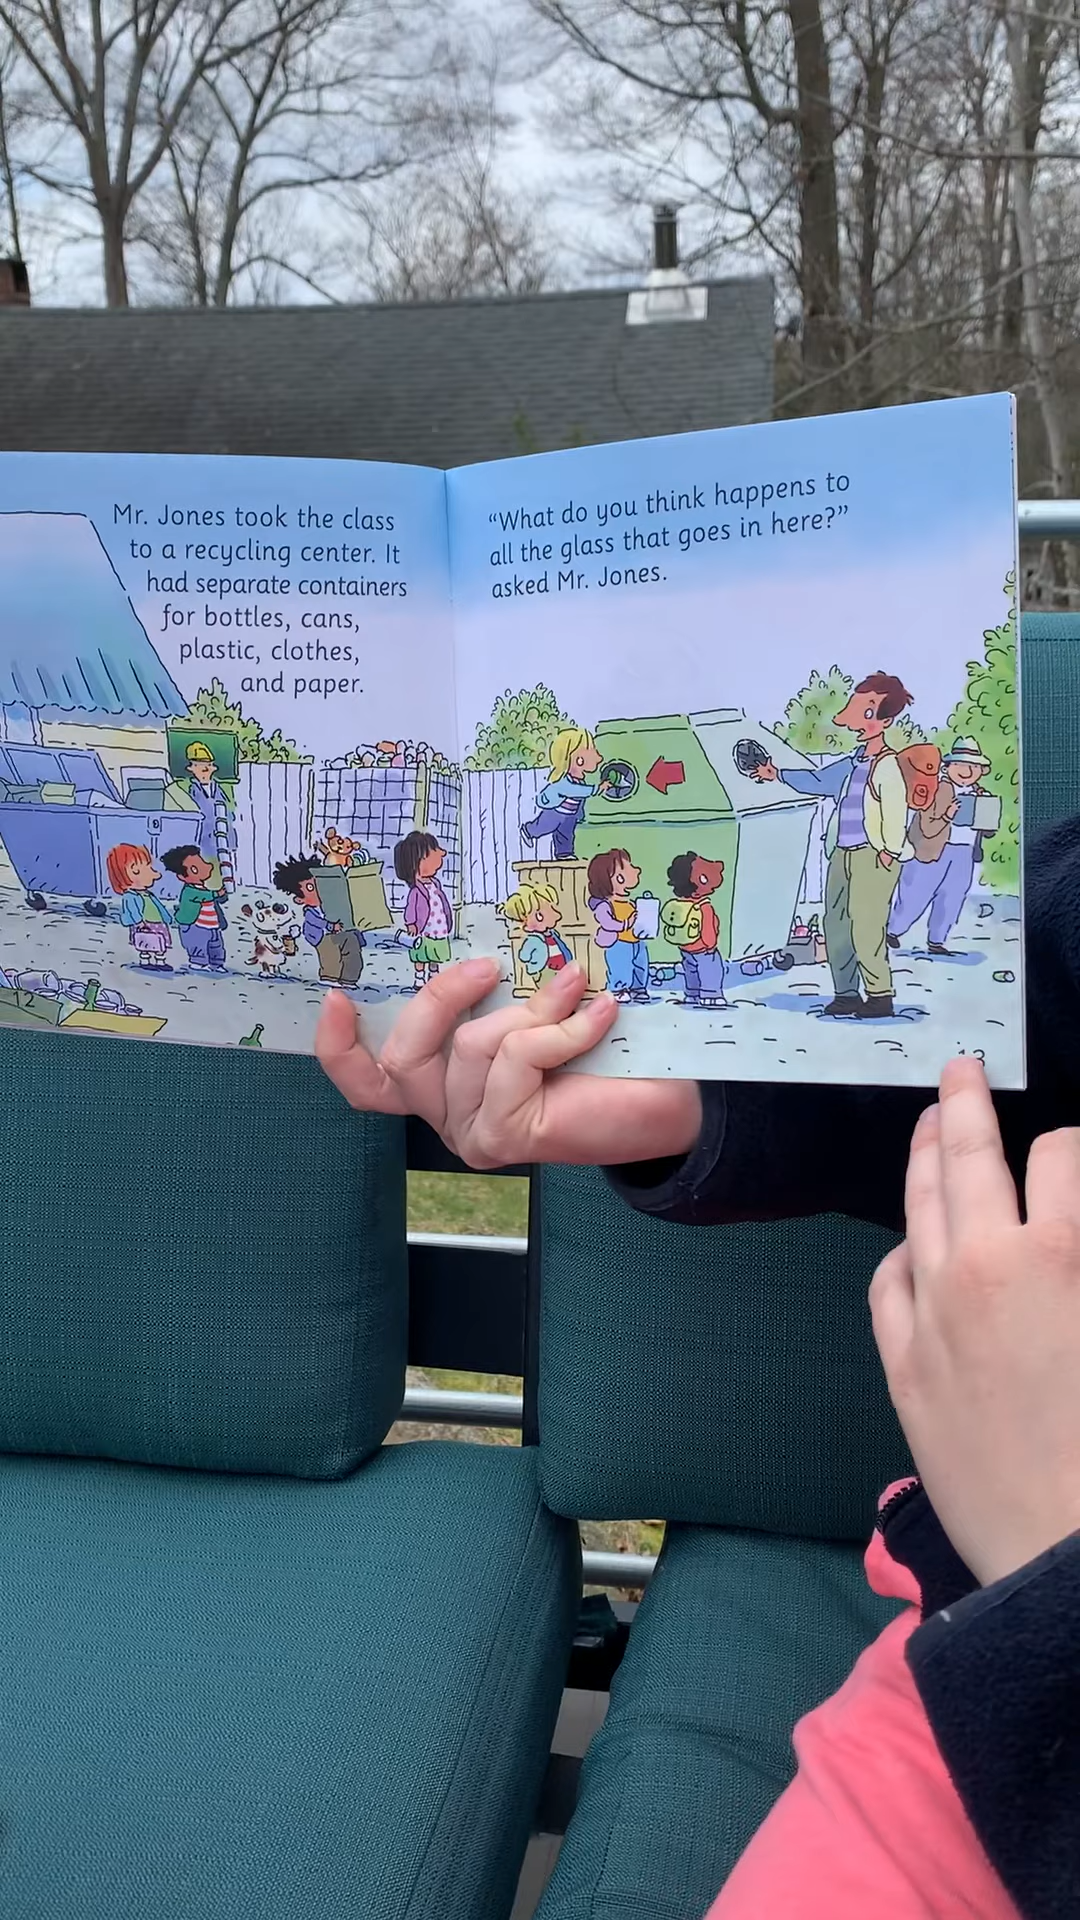 Mr. Jones took the class
to a recycling center. It
had separate containers
for bottles, cans,
plastic, clothes,
and paper.
12
“What do you think happens to
all the glass that goes in here?”
asked Mr. Jones.
13